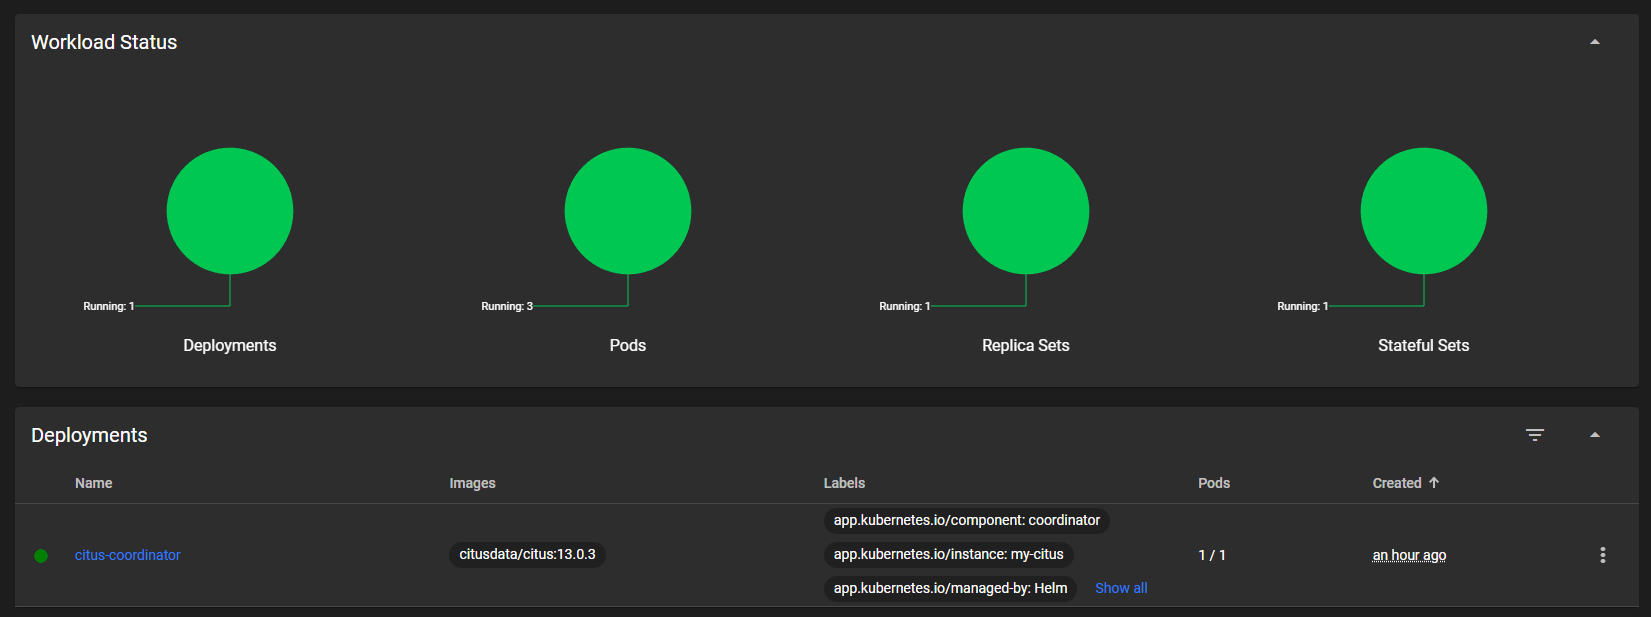 Workload Status
Running: 1
Running: 3
Running: 1
Running: 1
Deployments
Pods
Replica Sets
Stateful Sets
Deployments
Name
Images
Labels
Pods
Created
app.kubernetes.io/component: coordinator
citus-coordinator
citusdata/citus:13.0.3
app.kubernetes.io/instance: my-citus
1 / 1
an hour ago
app.kubernetes.io/managed-by: Helm
Show all